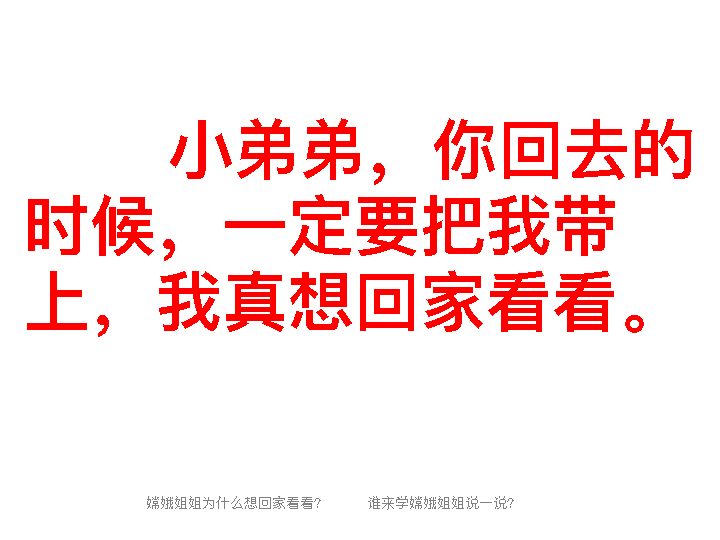 小弟弟，你回去的
时候，一定要把我带
上，我真想回家看看。
嫦娥姐姐为什么想回家看看？ 谁来学嫦娥姐姐说一说？